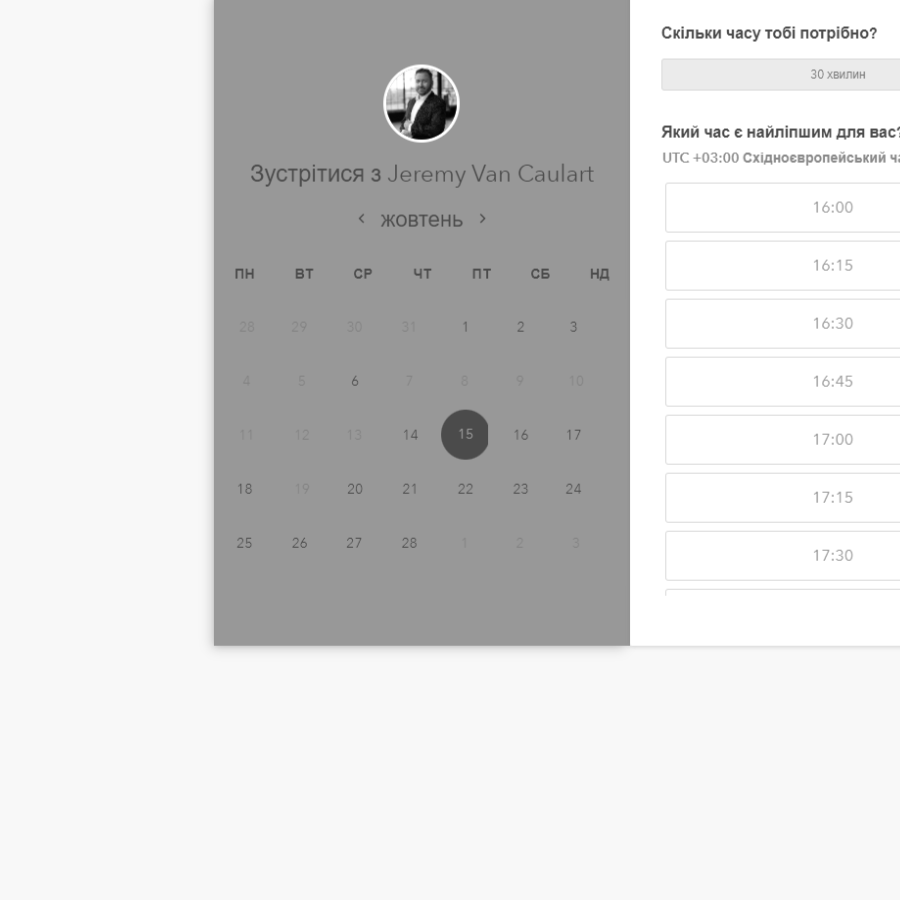 Зустрітися з Jeremy Van Caulart
жовтень
ПН ВТ СР ЧТ ПТ СБ НД
28 29 30 31 1 2 3
4 5 6 7 8 9 10
11 12 13 14 15 16 17
18 19 20 21 22 23 24
25 26 27 28 1 2 3
Скільки часу тобі потрібно?
30 хвилин
Який час є найліпшим для вас?
UTC +03:00 Східноєвропейський
16:00
16:15
16:30
16:45
17:00
17:15
17:30